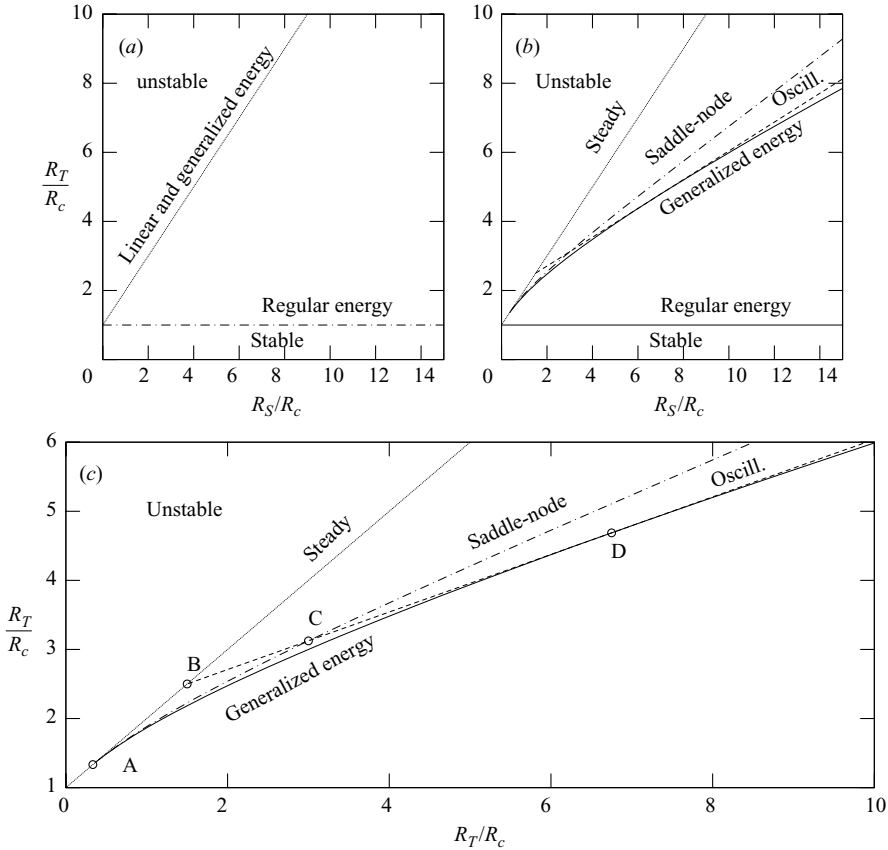 (a)
unstable
Linear and generalized energy
Regular energy
Stable
10
8
6
4
2
0
2 4 6 8 10 12 14
R_T
R_c
R_S/R_c
(b)
Unstable
Steady
Saddle-node
Oscill.
Generalized energy
Regular energy
Stable
10
8
6
4
2
0
2 4 6 8 10 12 14
R_S/R_c
(c)
Unstable
Steady
Saddle-node
Oscill.
Generalized energy
A
B
C
D
6
5
4
3
2
1
0 2 4 6 8 10
R_T
R_c
R_T/R_c